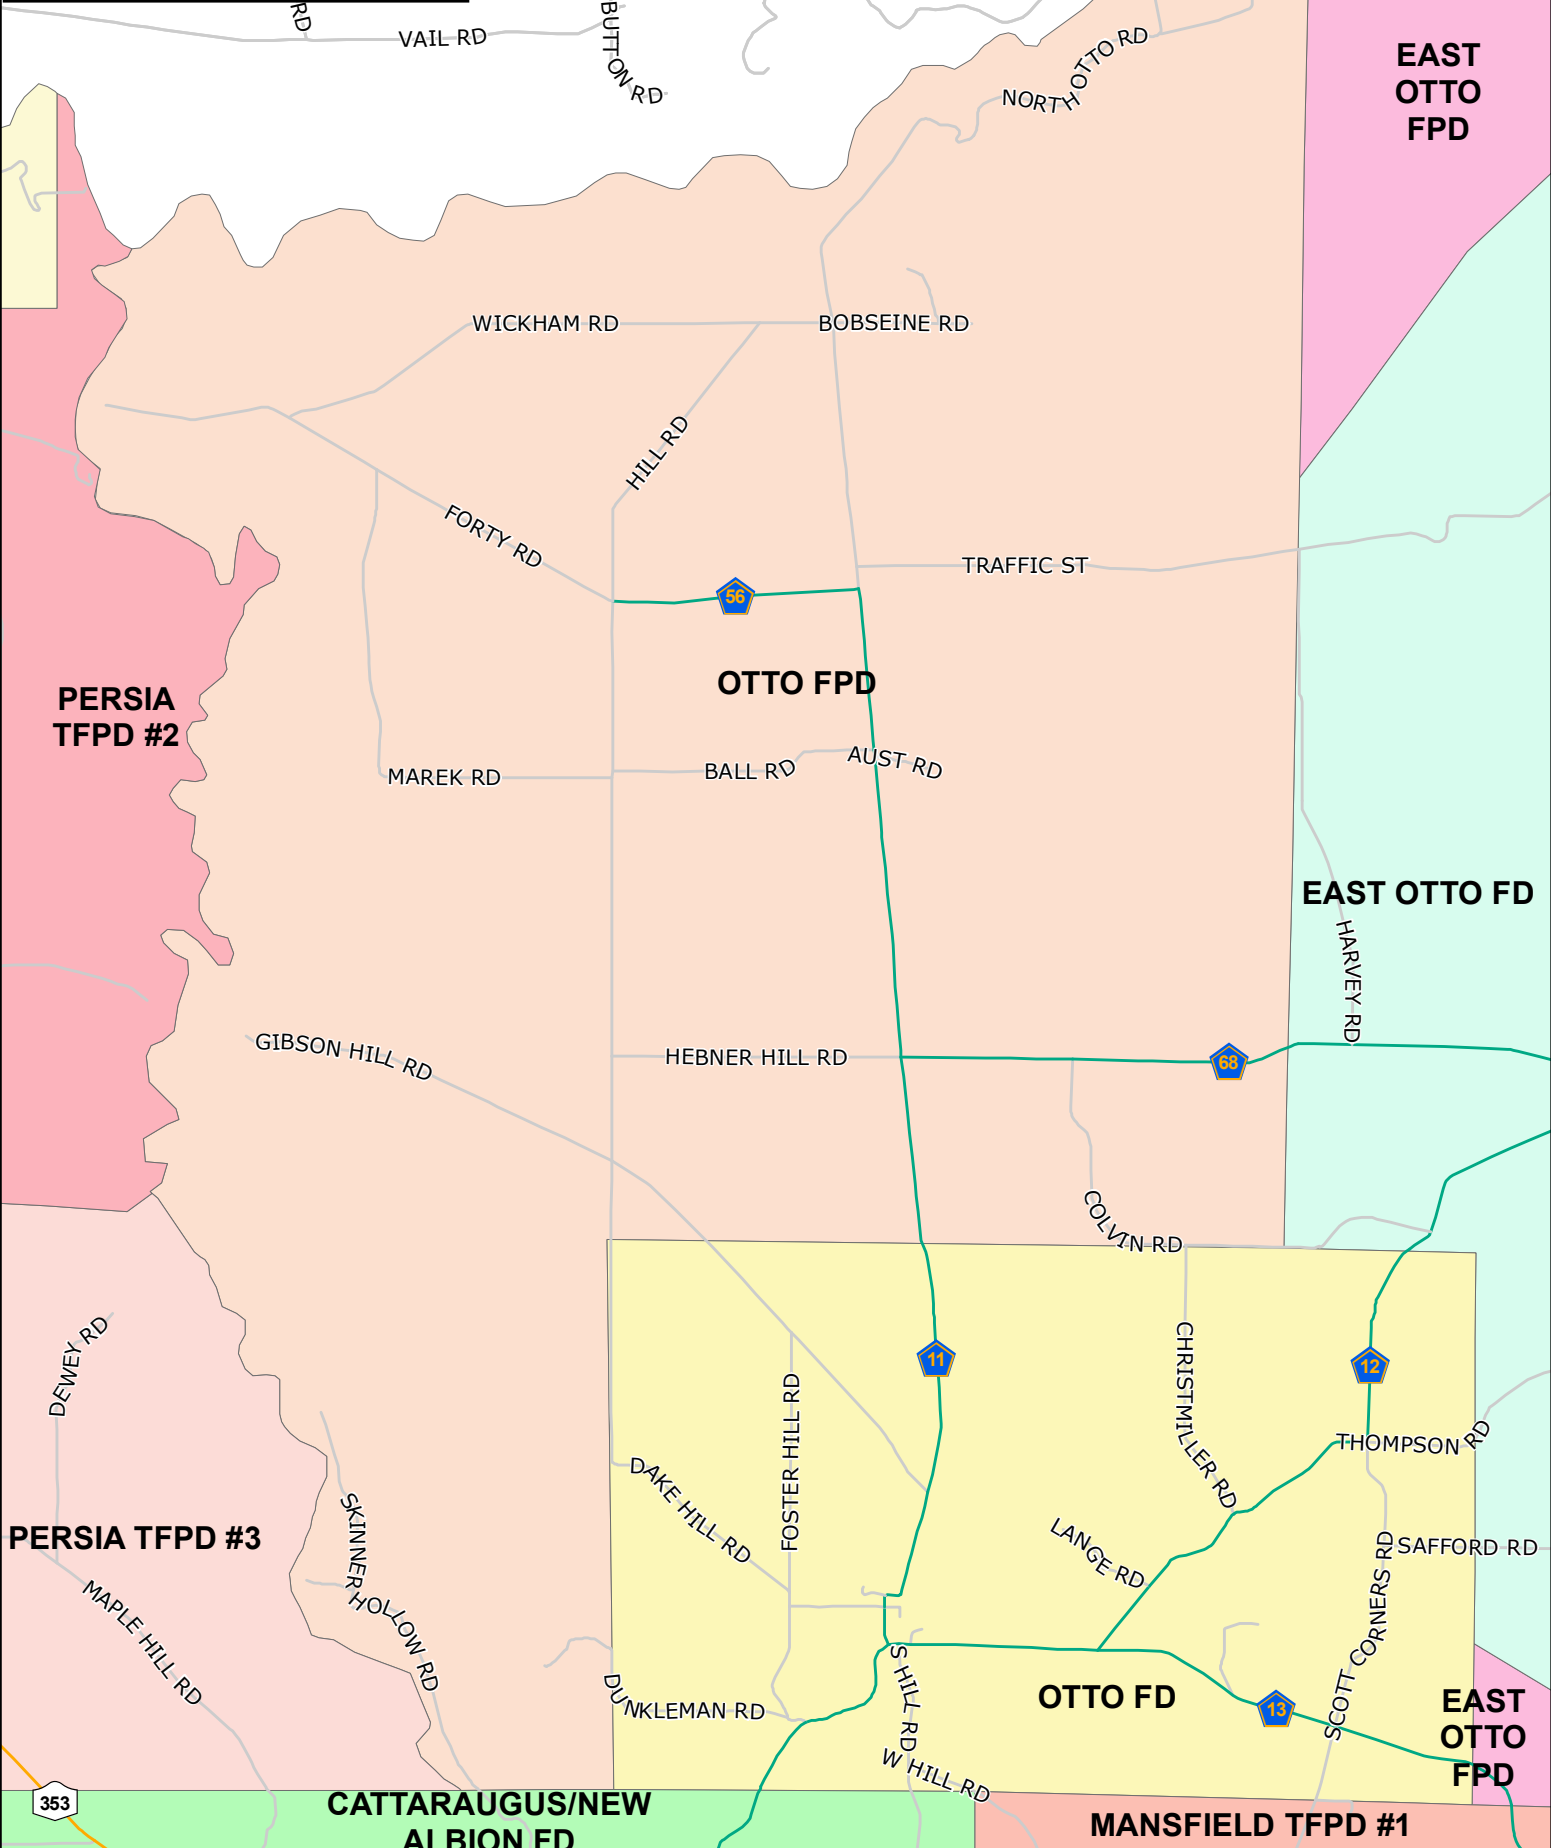 RD
VAIL RD
BUTTON RD
NORTH OTTO RD
EAST
OTTO
FPD
WICKHAM RD
BOBSEINE RD
HILL RD
FORTY RD
TRAFFIC ST
56
OTTO FPD
PERSIA
TFPD #2
MAREK RD
BALL RD
AUST RD
EAST OTTO FD
HARVEY RD
GIBSON HILL RD
HEBNER HILL RD
68
COLVIN RD
DEWEY RD
11
12
CHRISTMILLER RD
FOSTER HILL RD
THOMPSON RD
DAKE HILL RD
SKINNER HOLLOW RD
PERSIA TFPD #3
LANGE RD
SAFFORD RD
SCOTT CORNERS RD
MAPLE HILL RD
S HILL RD
DUNKLEMAN RD
OTTO FD
13
EAST
OTTO
FPD
W HILL RD
353
CATTARAUGUS/NEW
ALBION FD
MANSFIELD TFPD #1